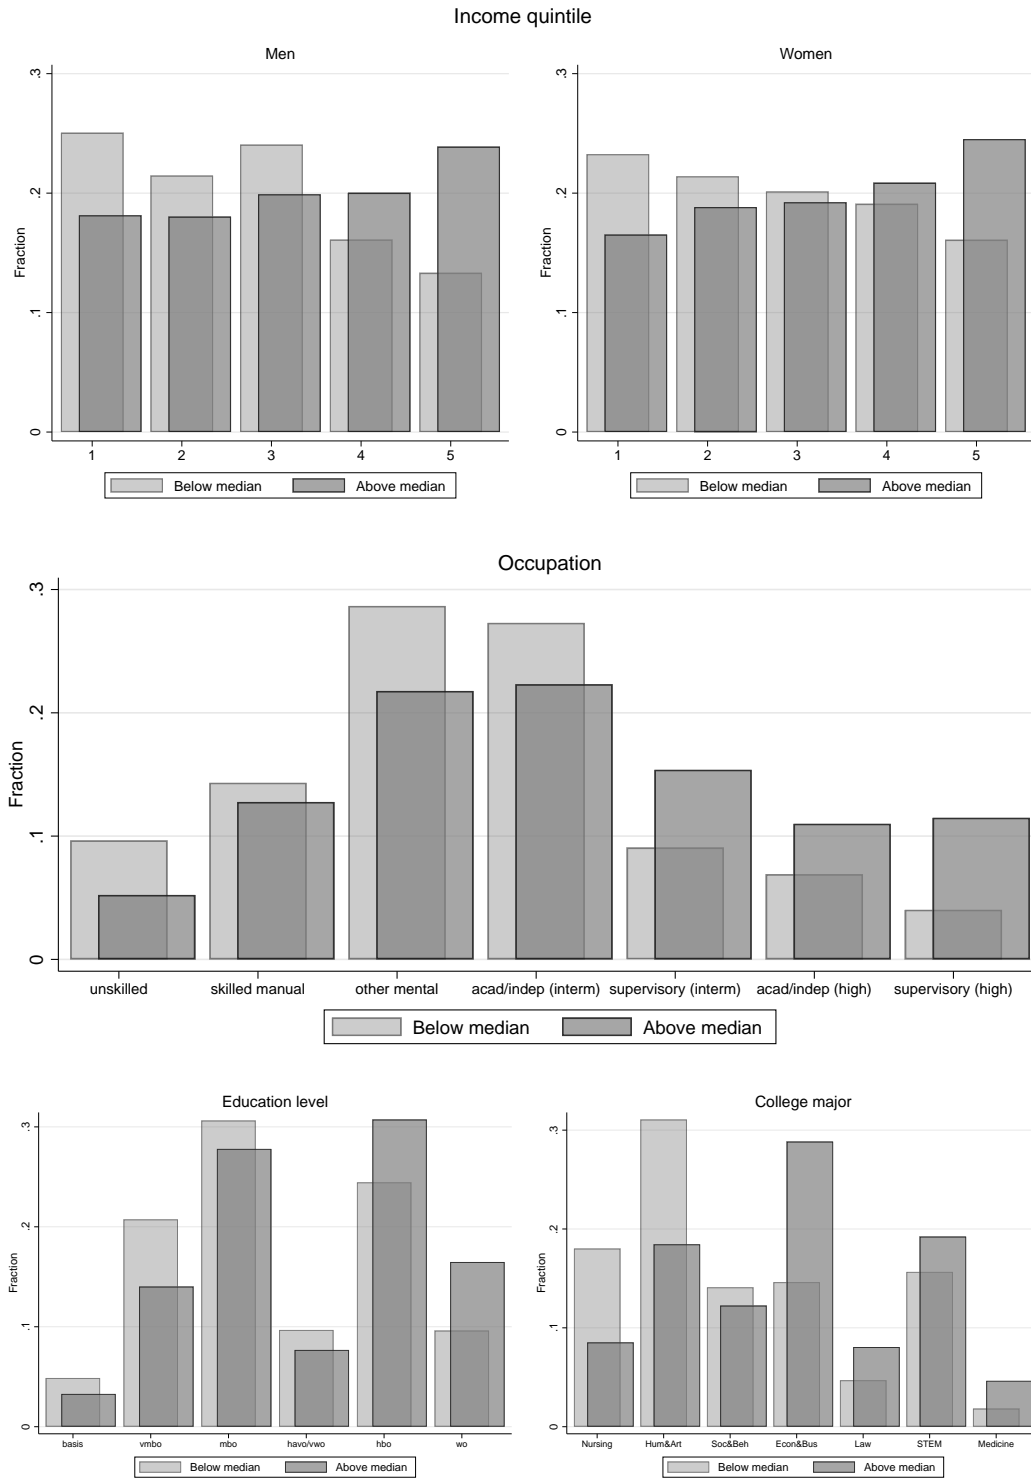 Income quintile
Men
Women
Fraction
0
.1
.2
.3
1 2 3 4 5
Below median Above median
Fraction
0
.1
.2
.3
1 2 3 4 5
Below median Above median
Occupation
Fraction
0
.1
.2
.3
unskilled skilled manual other mental acad/indep (interm) supervisory (interm) acad/indep (high) supervisory (high)
Below median Above median
Education level
Fraction
0
.1
.2
.3
basis vmbo mbo havo/vwo hbo wo
Below median Above median
College major
Fraction
0
.1
.2
.3
Nursing Hum&Art Soc&Beh Econ&Bus Law STEM Medicine
Below median Above median